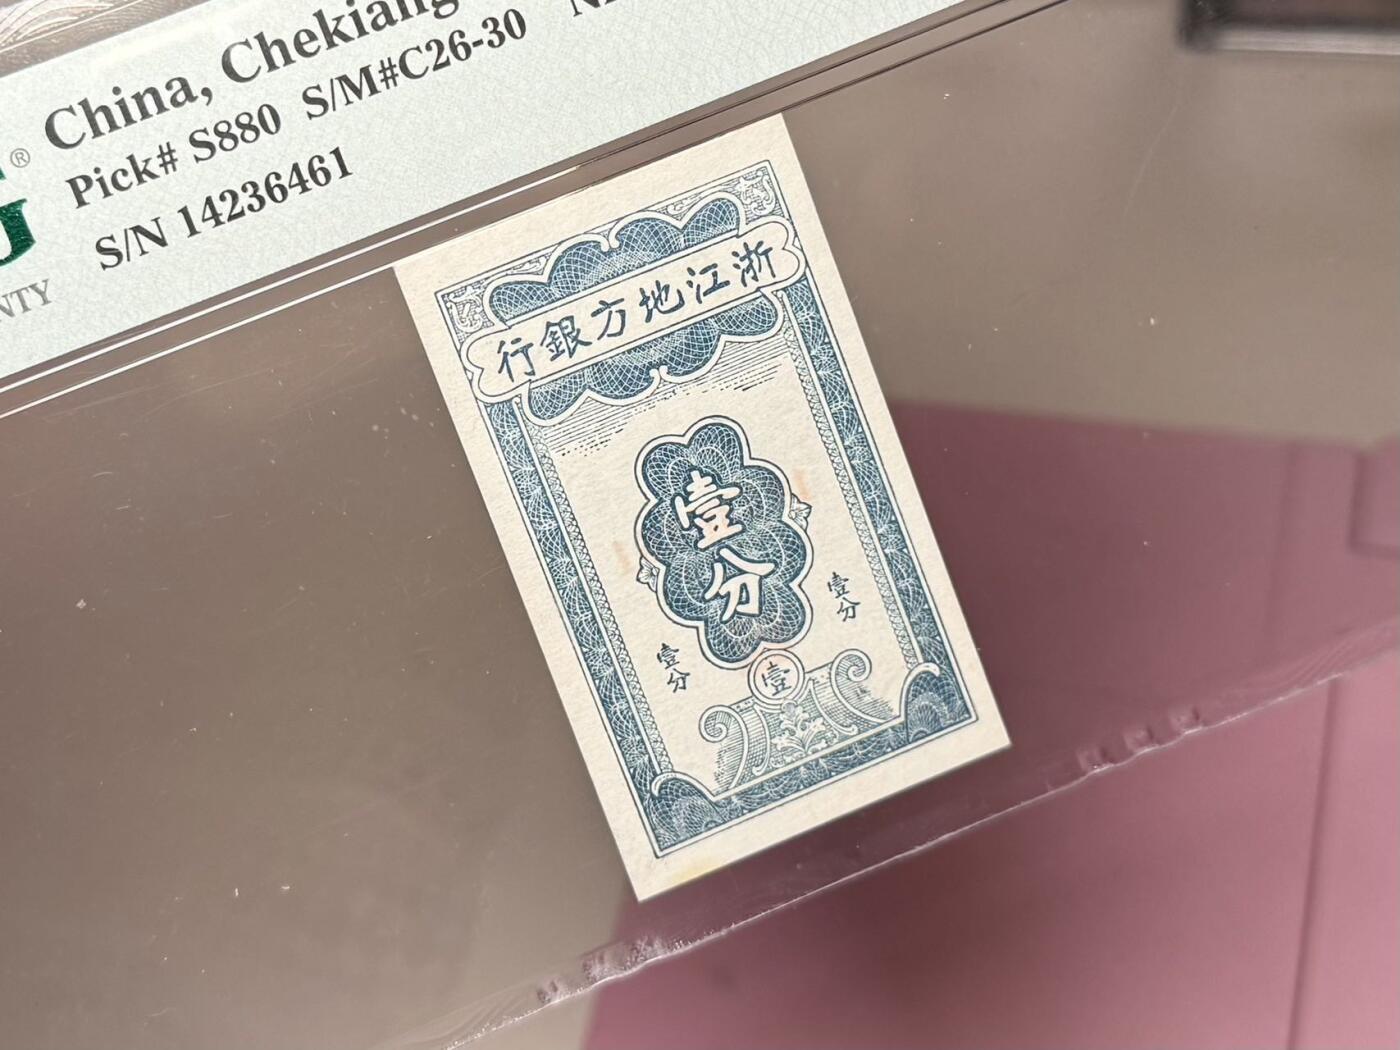 China, Chekiang
Pick# S880 S/M#C26-30
S/N 14236461
®
NTY
浙江地方銀行
壹分
壹分
壹分
壹